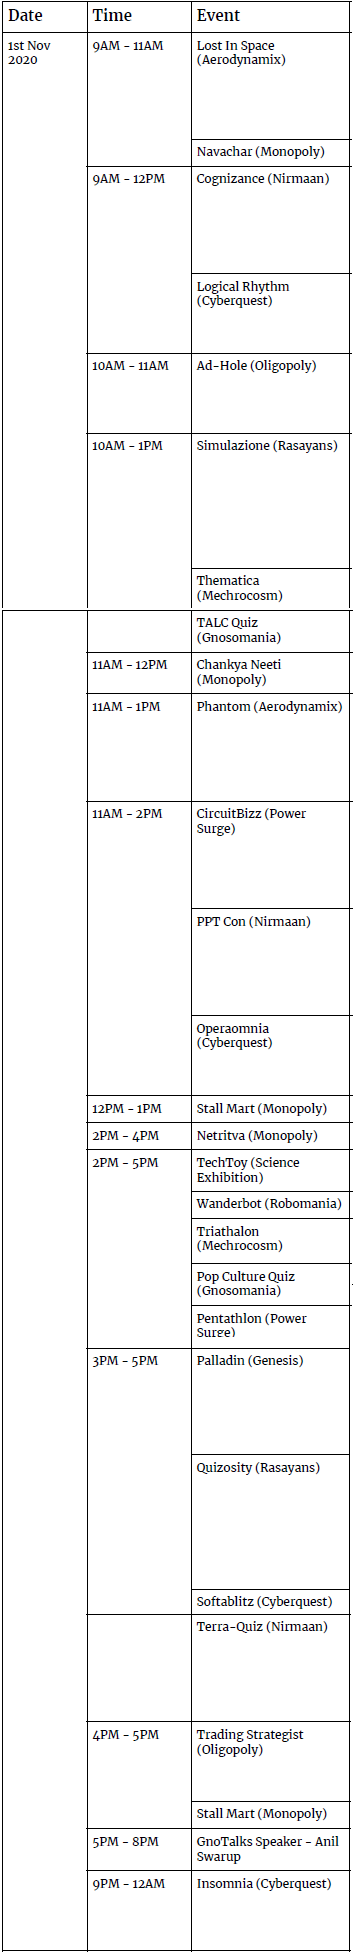 Date Time Event
1st Nov 9AM - 11AM Lost In Space
2020 (Aerodynamix)
Navachar (Monopoly)
9AM - 12PM Cognizance (Nirmaan)
Logical Rhythm
(Cyberquest)
10AM - 11AM Ad-Hole (Oligopoly)
10AM - 1PM Simulazione (Rasayans)
Thematica
(Mechrocosm)
TALC Quiz
(Gnosomania)
11AM - 12PM Chankya Neeti
(Monopoly)
11AM - 1PM Phantom (Aerodynamix)
11AM - 2PM CircuitBizz (Power
Surge)
PPT Con (Nirmaan)
Operaomnia
(Cyberquest)
12PM - 1PM Stall Mart (Monopoly)
2PM - 4PM Netritva (Monopoly)
2PM - 5PM TechToy (Science
Exhibition)
Wanderbot (Robomania)
Triathalon
(Mechrocosm)
Pop Culture Quiz
(Gnosomania)
Pentathlon (Power
Surge)
3PM - 5PM Palladin (Genesis)
Quizosity (Rasayans)
Softablitz (Cyberquest)
Terra-Quiz (Nirmaan)
4PM - 5PM Trading Strategist
(Oligopoly)
Stall Mart (Monopoly)
5PM - 8PM GnoTalks Speaker - Anil
Swarup
9PM - 12AM Insomnia (Cyberquest)